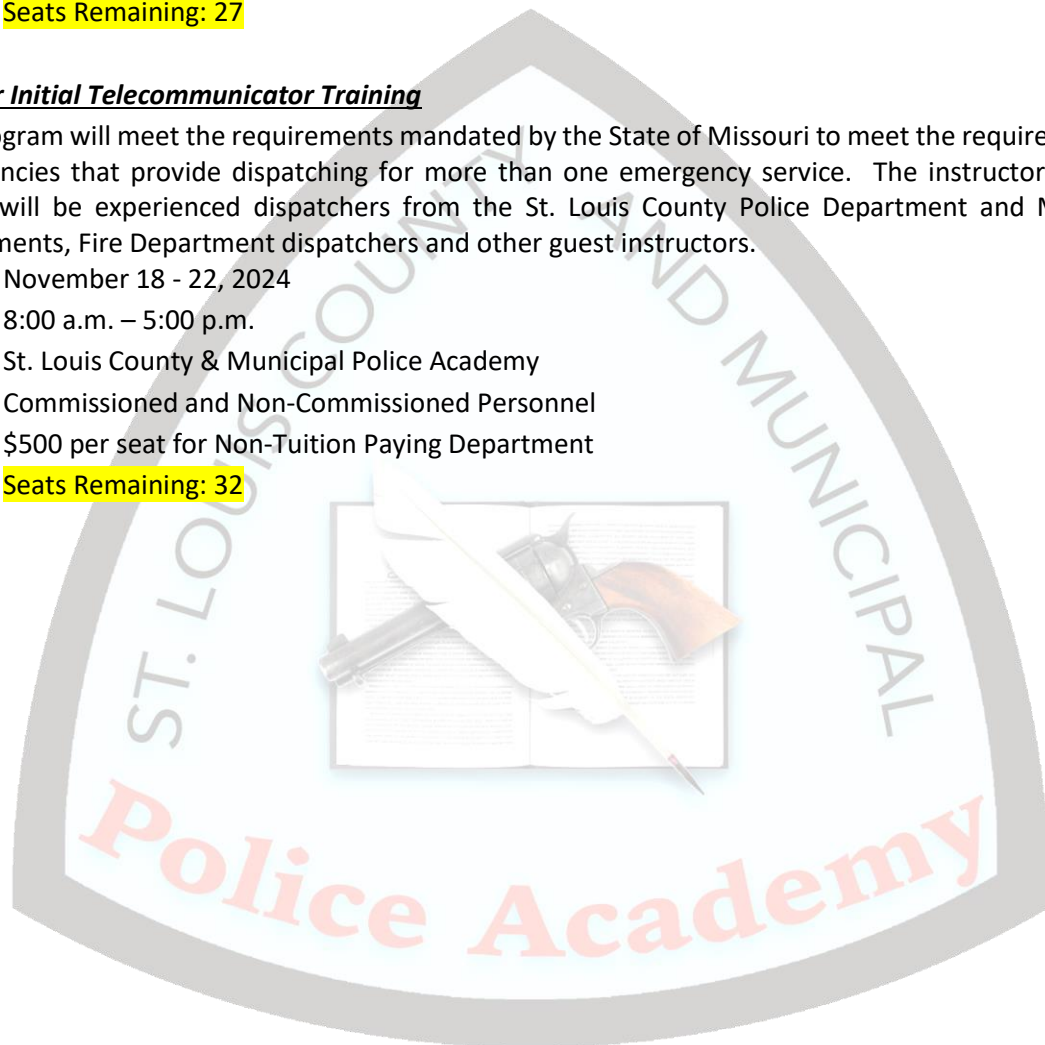 Seats Remaining: 27
r Initial Telecommunicator Training
ogram will meet the requirements mandated by the State of Missouri to meet the require
ncies that provide dispatching for more than one emergency service. The instructor
will be experienced dispatchers from the St. Louis County Police Department and M
ments, Fire Department dispatchers and other guest instructors.
November 18 - 22, 2024
8:00 a.m. – 5:00 p.m.
St. Louis County & Municipal Police Academy
Commissioned and Non-Commissioned Personnel
$500 per seat for Non-Tuition Paying Department
Seats Remaining: 32
ST. LOUIS COUNTY AND MUNICIPAL
Police Academy